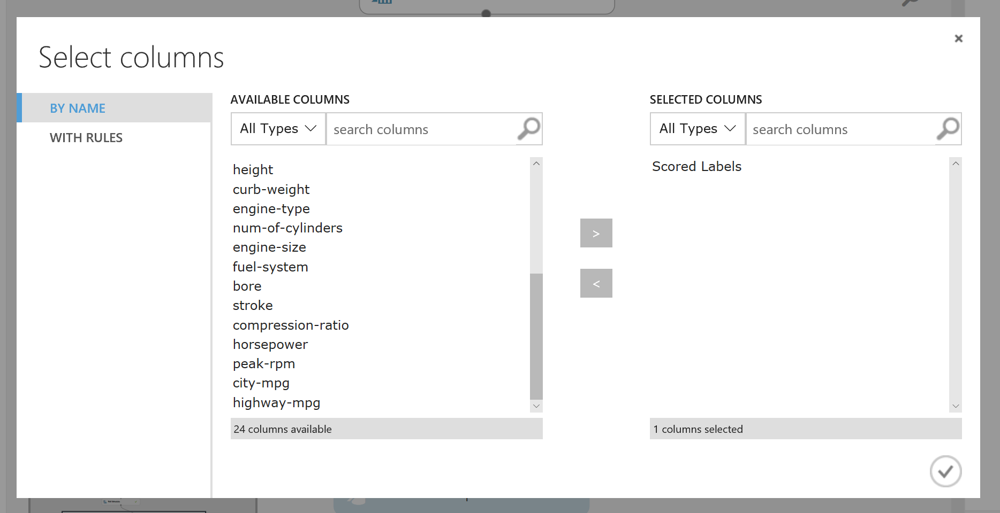 Select columns
BY NAME
WITH RULES
AVAILABLE COLUMNS
All Types
search columns
height
curb-weight
engine-type
num-of-cylinders
engine-size
fuel-system
bore
stroke
compression-ratio
horsepower
peak-rpm
city-mpg
highway-mpg
24 columns available
>
<
SELECTED COLUMNS
All Types
search columns
Scored Labels
1 columns selected